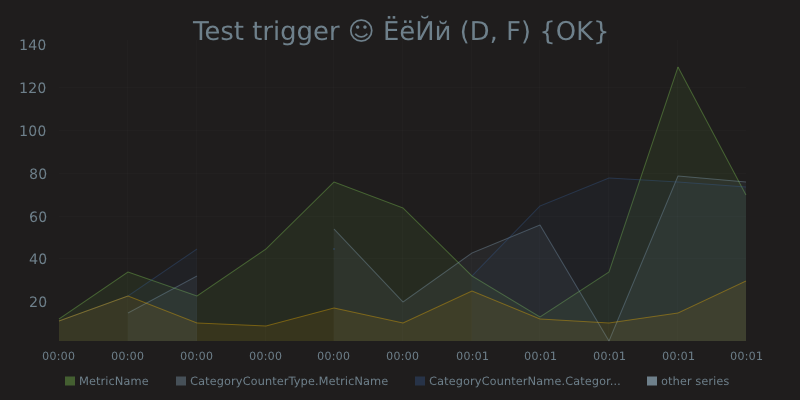 Test trigger ☺ ЁёЙй (D, F) {OK}
140
120
100
80
60
40
20
00:00 00:00 00:00 00:00 00:00 00:00 00:01 00:01 00:01 00:01 00:01
MetricName CategoryCounterType.MetricName CategoryCounterName.Categor... other series